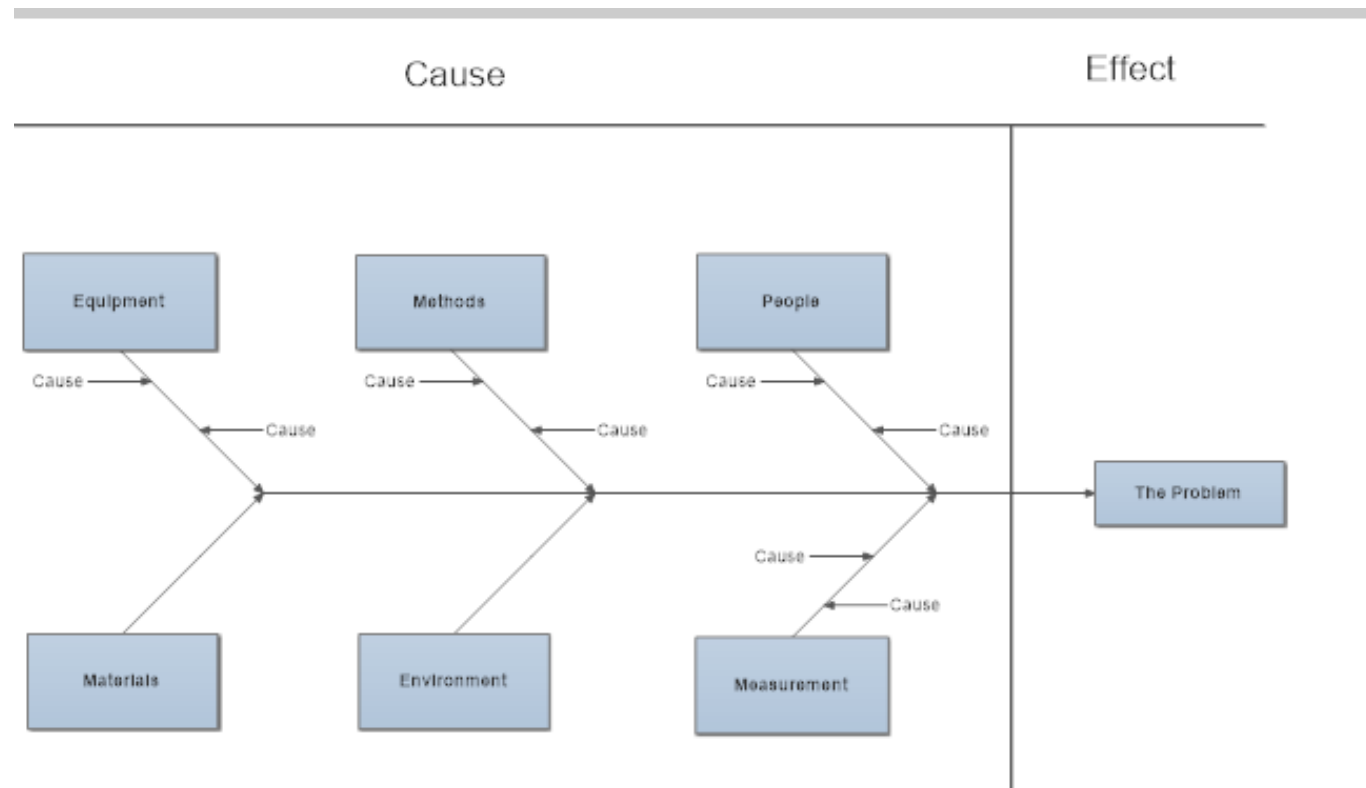 Cause
Effect
Equipment
Methods
People
Cause
Cause
Cause
Cause
Cause
Cause
The Problem
Cause
Cause
Materials
Environment
Measurement